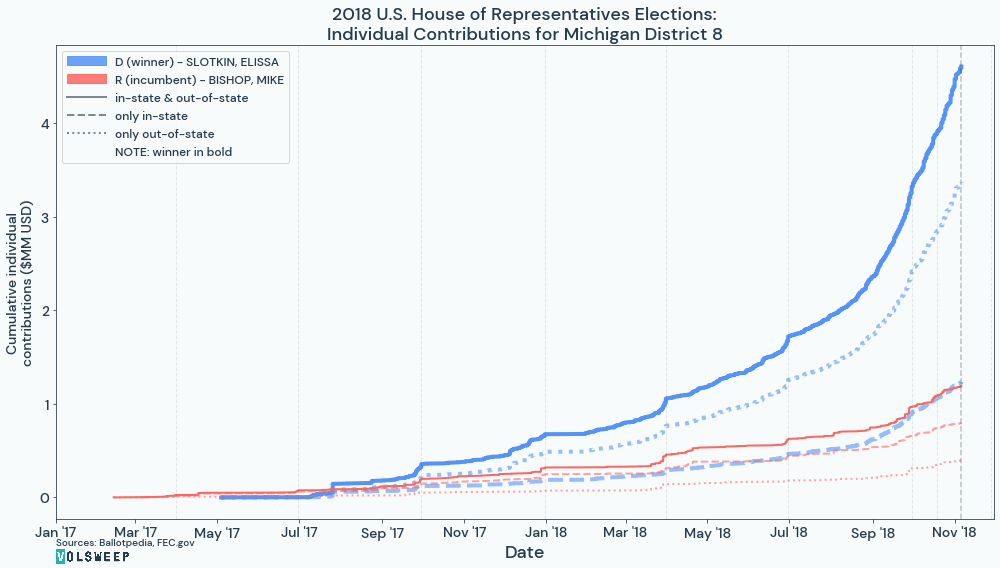 2018 U.S. House of Representatives Elections:
Individual Contributions for Michigan District 8
D (winner) - SLOTKIN, ELISSA
R (incumbent) - BISHOP, MIKE
in-state & out-of-state
only in-state
only out-of-state
NOTE: winner in bold
Cumulative individual
contributions ($MM USD)
4
3
2
1
0
Jan '17
Mar '17
May '17
Jul '17
Sep '17
Nov '17
Jan '18
Mar '18
May '18
Jul '18
Sep '18
Nov '18
Date
Sources: Ballotpedia, FEC.gov
VOLSWEEP